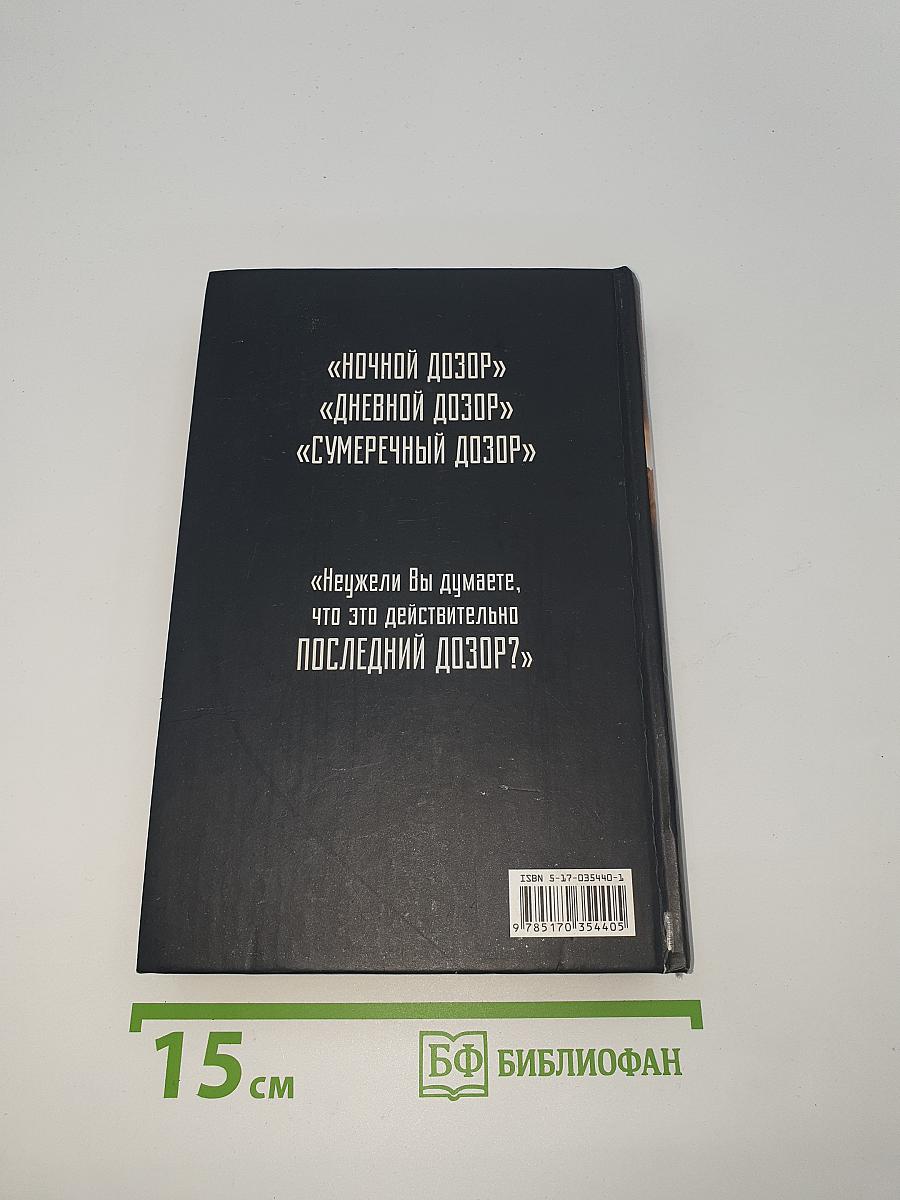 «НОЧНОЙ ДОЗОР»
«ДНЕВНОЙ ДОЗОР»
«СУМЕРЕЧНЫЙ ДОЗОР»
«Неужели Вы думаете,
что это действительно
ПОСЛЕДНИЙ ДОЗОР?»
ISBN 5-17-035440-1
9 785170 354405
15 см
БФ БИБЛИОФАН